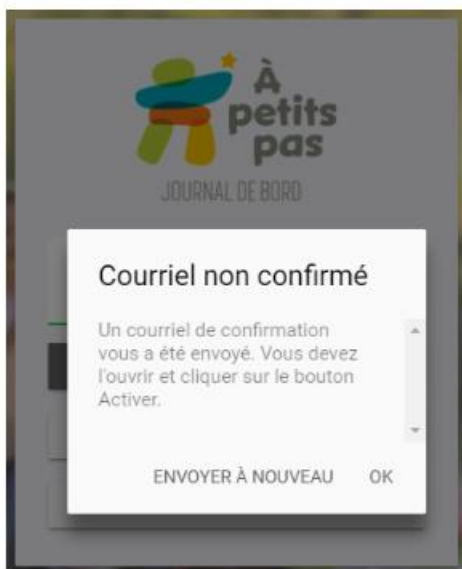 À
petits
pas
JOURNAL DE BORD
Courriel non confirmé
Un courriel de confirmation
vous a été envoyé. Vous devez
l'ouvrir et cliquer sur le bouton
Activer.
ENVOYER À NOUVEAU OK